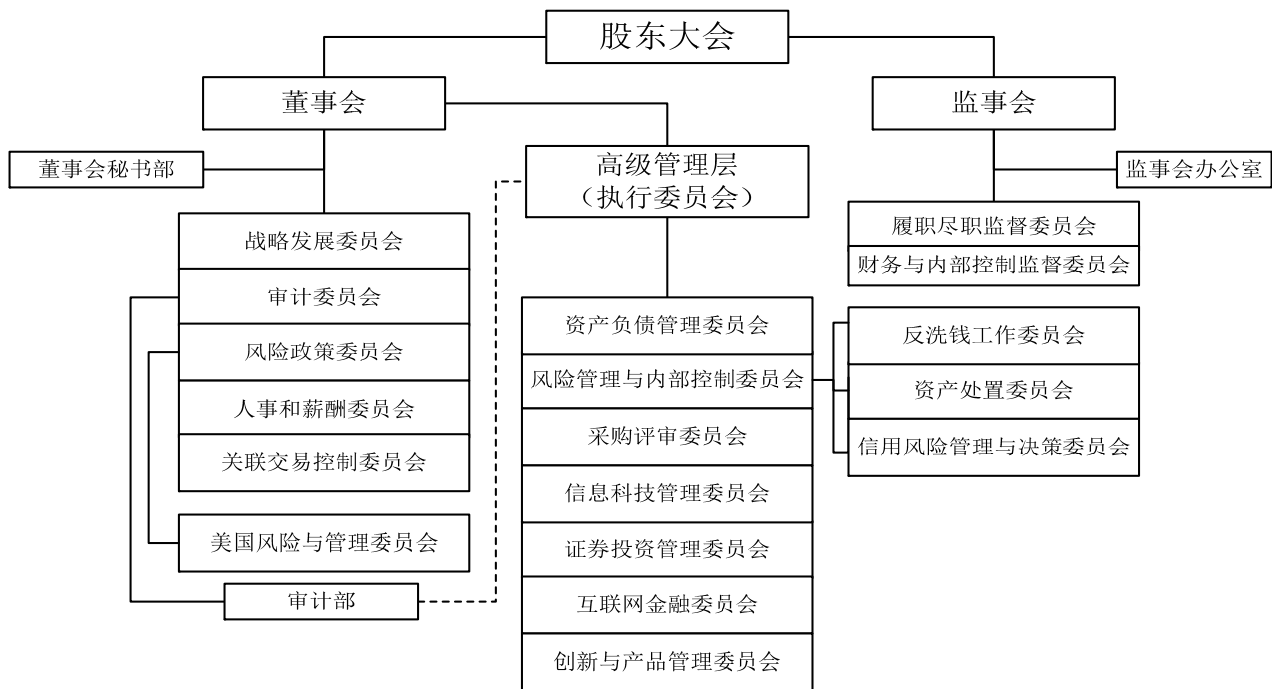 股东大会
董事会
监事会
董事会秘书部
高级管理层
（执行委员会）
监事会办公室
战略发展委员会
审计委员会
风险政策委员会
人事和薪酬委员会
关联交易控制委员会
美国风险与管理委员会
审计部
资产负债管理委员会
风险管理与内部控制委员会
采购评审委员会
信息科技管理委员会
证券投资管理委员会
互联网金融委员会
创新与产品管理委员会
履职尽职监督委员会
财务与内部控制监督委员会
反洗钱工作委员会
资产处置委员会
信用风险管理与决策委员会